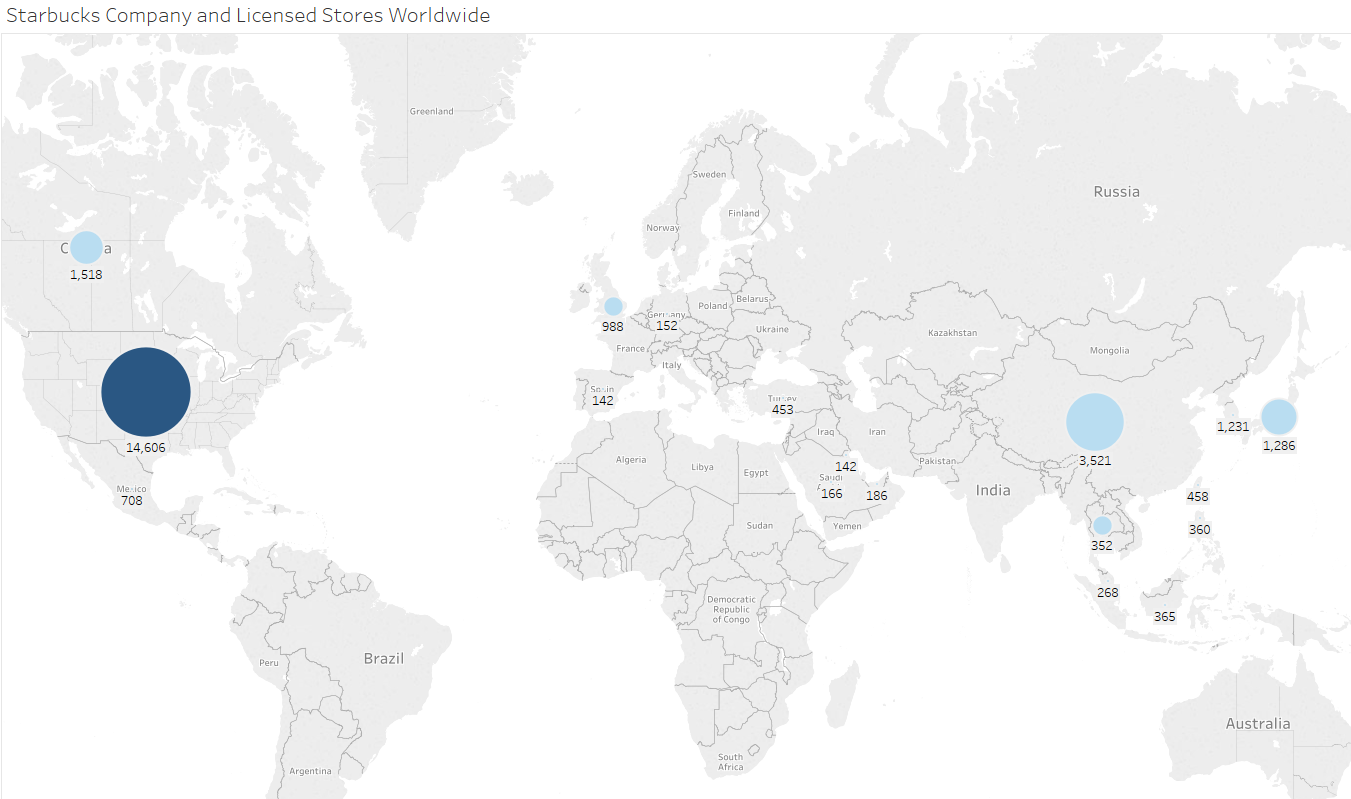 Starbucks Company and Licensed Stores Worldwide
Greenland
Sweden
Russia
Finland
Norway
C a
1,518
Poland
Belarus
Germany
988
152
Ukraine
Kazakhstan
France
Mongolia
Italy
Spain
142
Turkey
453
1,231
1,286
14,606
Iraq
Iran
3,521
Algeria
Libya
Egypt
142
Pakistan
Saudi
166
186
India
Mexico
708
458
Sudan
Yemen
360
352
268
Democratic
Republic
of Congo
365
Peru
Brazil
Australia
South
Africa
Argentina